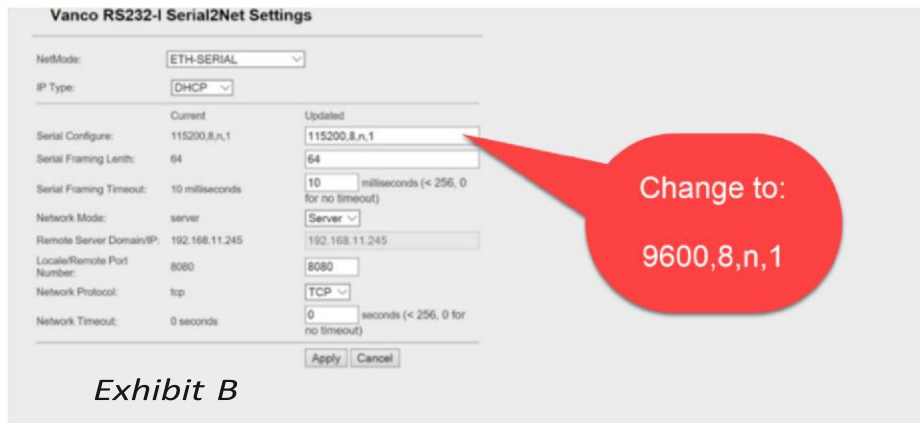 Vanco RS232-I Serial2Net Settings
NetMode: ETH-SERIAL
IP Type: DHCP
Current Updated
Serial Configure: 115200,8,n,1 115200,8,n,1
Serial Framing Lenth: 64 64
Serial Framing Timeout: 10 milliseconds 10 milliseconds (< 256, 0
for no timeout)
Network Mode: server Server
Remote Server Domain/IP: 192.168.11.245 192.168.11.245
Locale/Remote Port
Number: 8080 8080
Network Protocol: tcp TCP
Network Timeout: 0 seconds 0 seconds (< 256, 0 for
no timeout)
Apply Cancel
Change to:
9600,8,n,1
Exhibit B